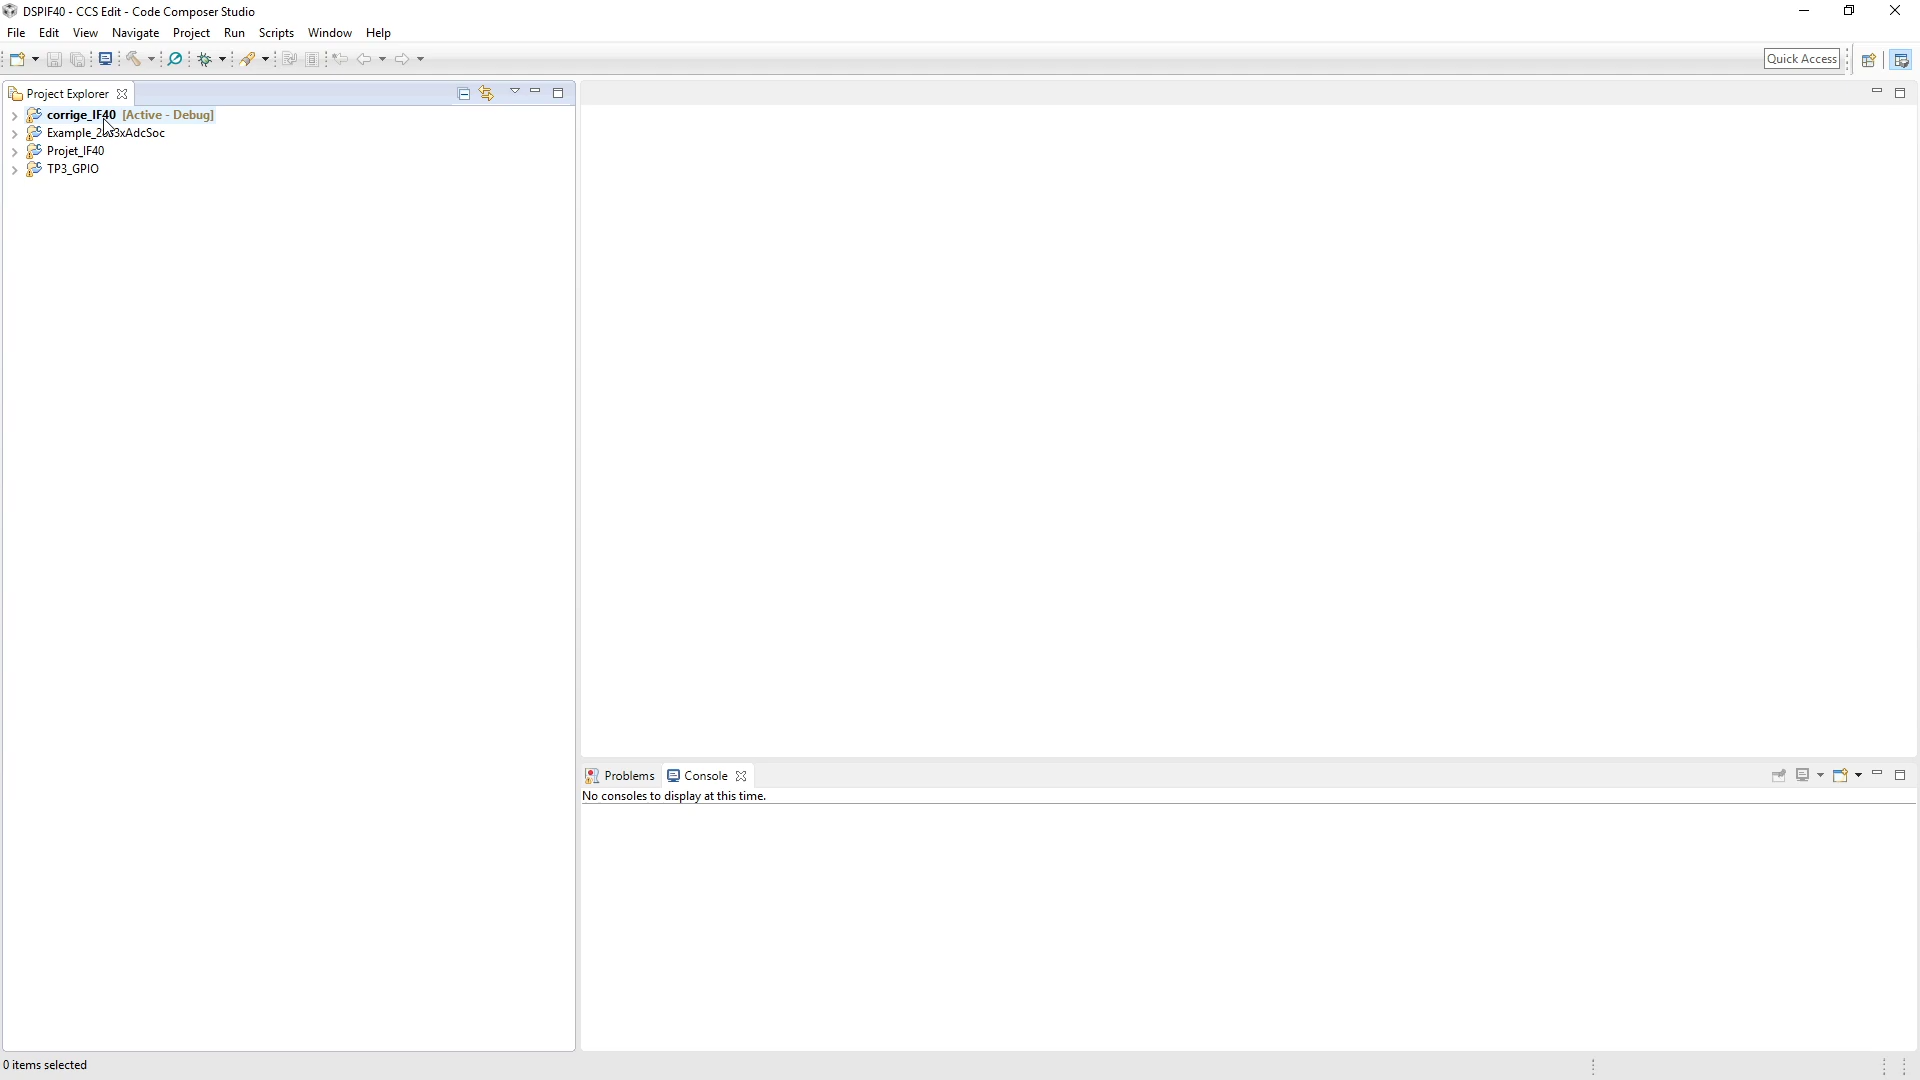 DSPIF40 - CCS Edit - Code Composer Studio
File Edit View Navigate Project Run Scripts Window Help
Quick Access
Project Explorer
corrige_IF40 [Active - Debug]
Example_2833xAdcSoc
Projet_IF40
TP3_GPIO
Problems Console
No consoles to display at this time.
0 items selected